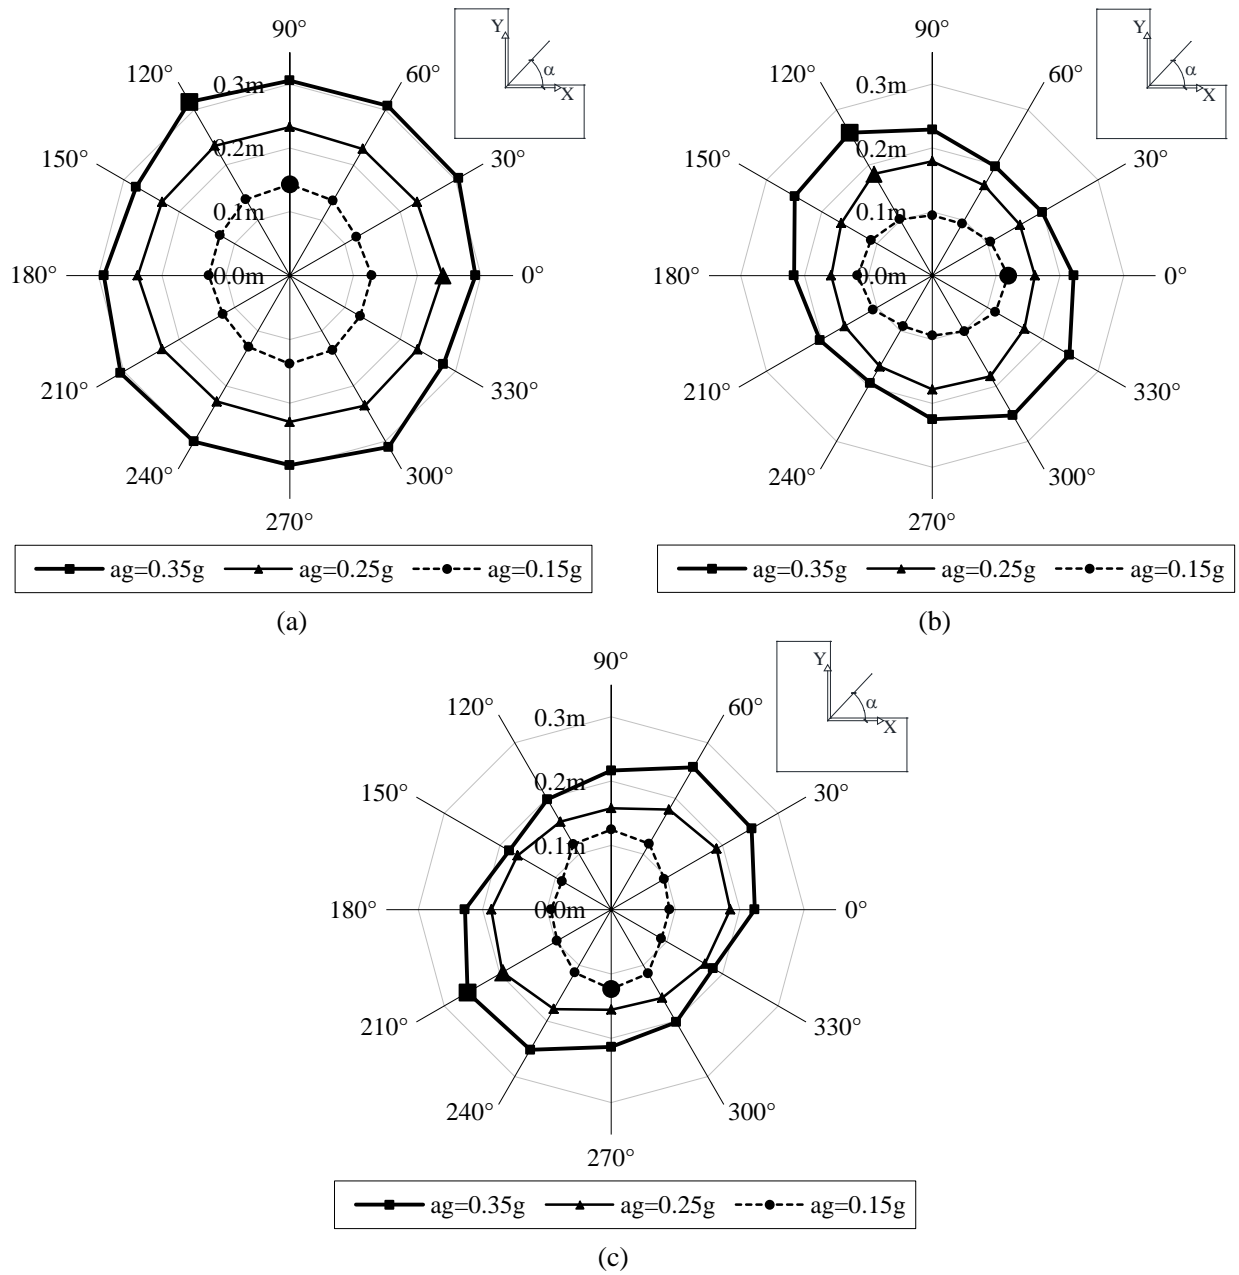 90°
120° 60°
0.3m
Y α X
150° 0.2m 30°
0.1m
180° 0.0m 0°
210° 330°
240° 300°
270°
ag=0.35g ag=0.25g ag=0.15g
(a)
90°
120° 60°
0.3m
Y α X
150° 0.2m 30°
0.1m
180° 0.0m 0°
210° 330°
240° 300°
270°
ag=0.35g ag=0.25g ag=0.15g
(b)
90°
120° 60°
0.3m
Y α X
150° 0.2m 30°
0.1m
180° 0.0m 0°
210° 330°
240° 300°
270°
ag=0.35g ag=0.25g ag=0.15g
(c)